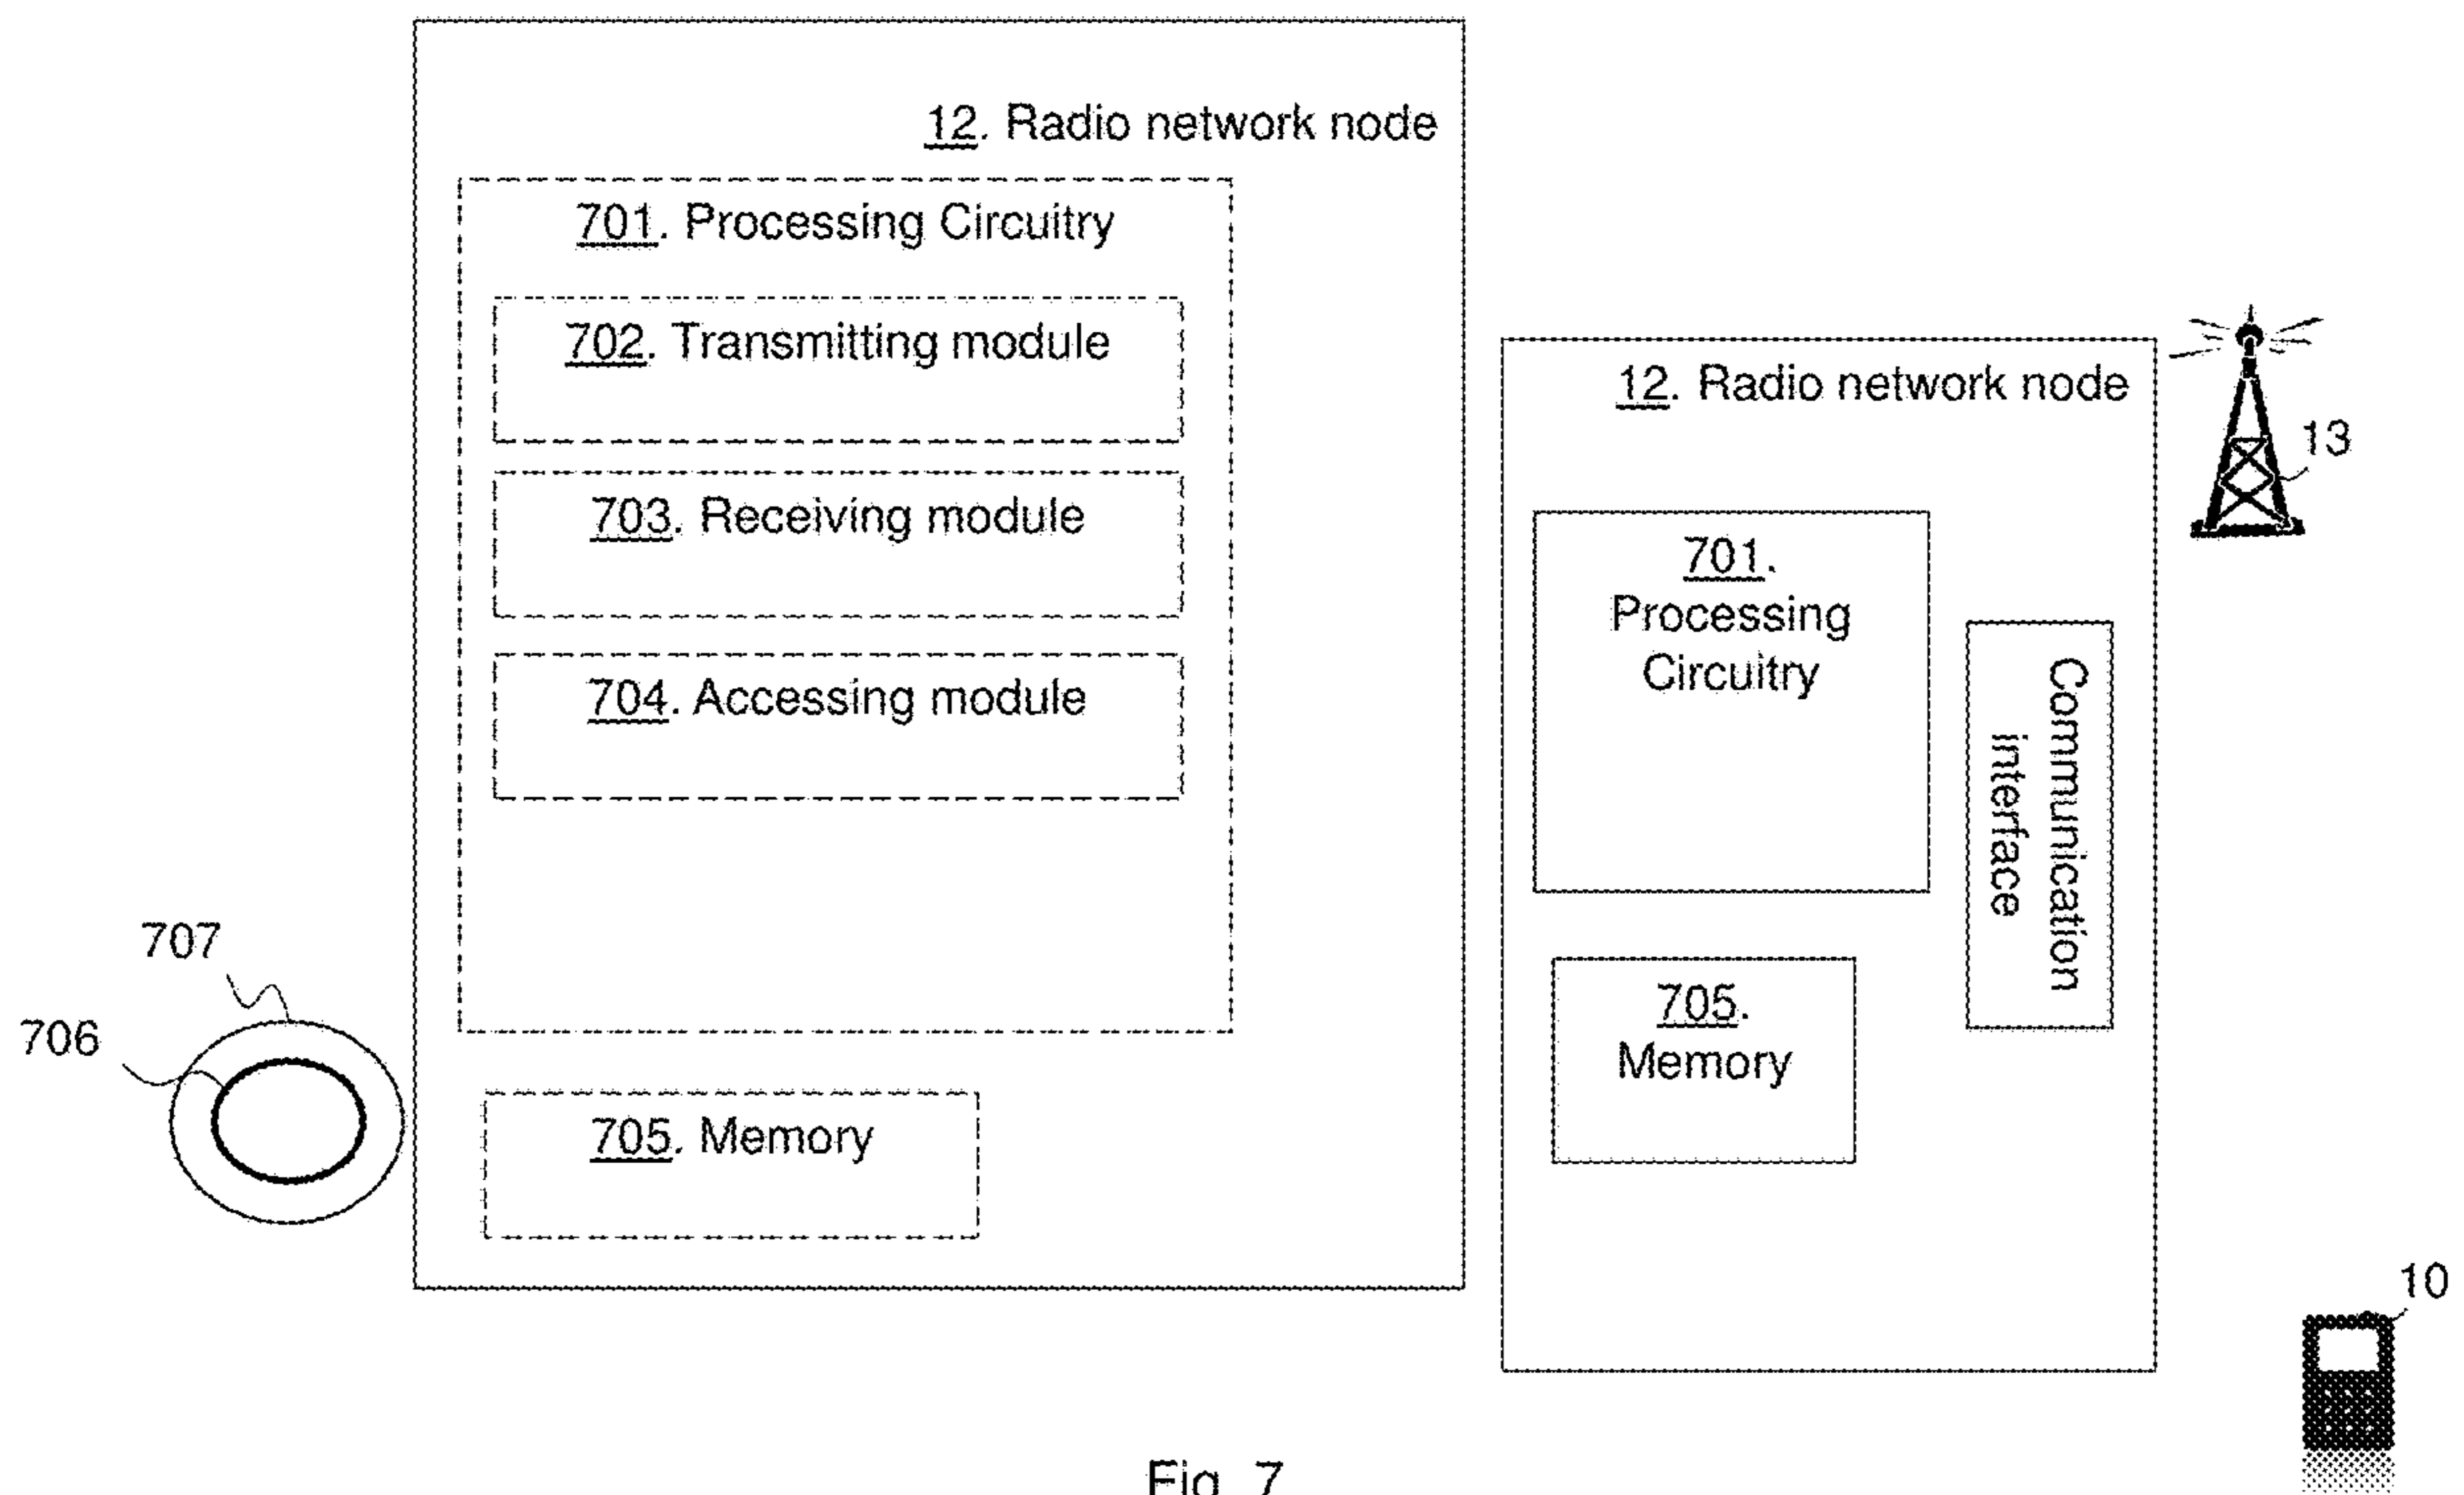 12. Radio network node
701. Processing Circuitry
702. Transmitting module
703. Receiving module
704. Accessing module
705. Memory
707
706
12. Radio network node
701.
Processing
Circuitry
Communication
interface
705.
Memory
13
10
Fig. 7